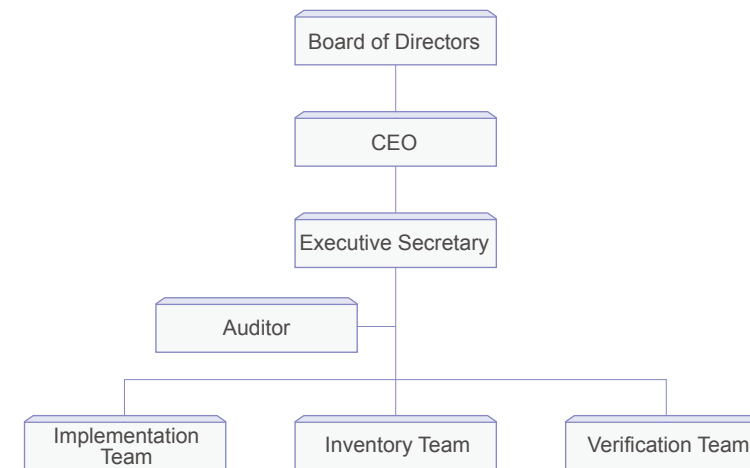 Board of Directors
CEO
Executive Secretary
Auditor
Implementation
Team
Inventory Team
Verification Team